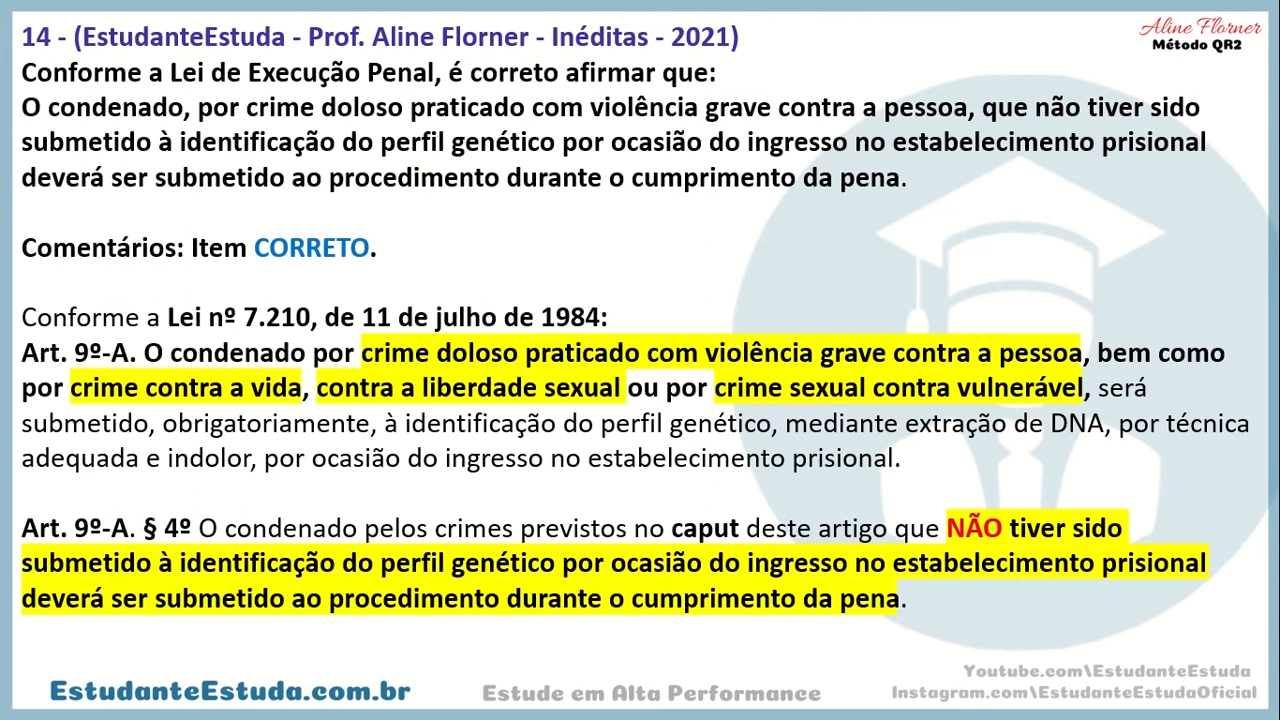 14 - (EstudanteEstuda - Prof. Aline Florner - Inéditas - 2021)
Aline Florner
Método QR2
Conforme a Lei de Execução Penal, é correto afirmar que:
O condenado, por crime doloso praticado com violência grave contra a pessoa, que não tiver sido
submetido à identificação do perfil genético por ocasião do ingresso no estabelecimento prisional
deverá ser submetido ao procedimento durante o cumprimento da pena.
Comentários: Item CORRETO.
Conforme a Lei nº 7.210, de 11 de julho de 1984:
Art. 9º-A. O condenado por crime doloso praticado com violência grave contra a pessoa, bem como
por crime contra a vida, contra a liberdade sexual ou por crime sexual contra vulnerável, será
submetido, obrigatoriamente, à identificação do perfil genético, mediante extração de DNA, por técnica
adequada e indolor, por ocasião do ingresso no estabelecimento prisional.
Art. 9º-A. § 4º O condenado pelos crimes previstos no caput deste artigo que NÃO tiver sido
submetido à identificação do perfil genético por ocasião do ingresso no estabelecimento prisional
deverá ser submetido ao procedimento durante o cumprimento da pena.
EstudanteEstuda.com.br
Estude em Alta Performance
Youtube.com\EstudanteEstuda
Instagram.com\EstudanteEstudaOficial